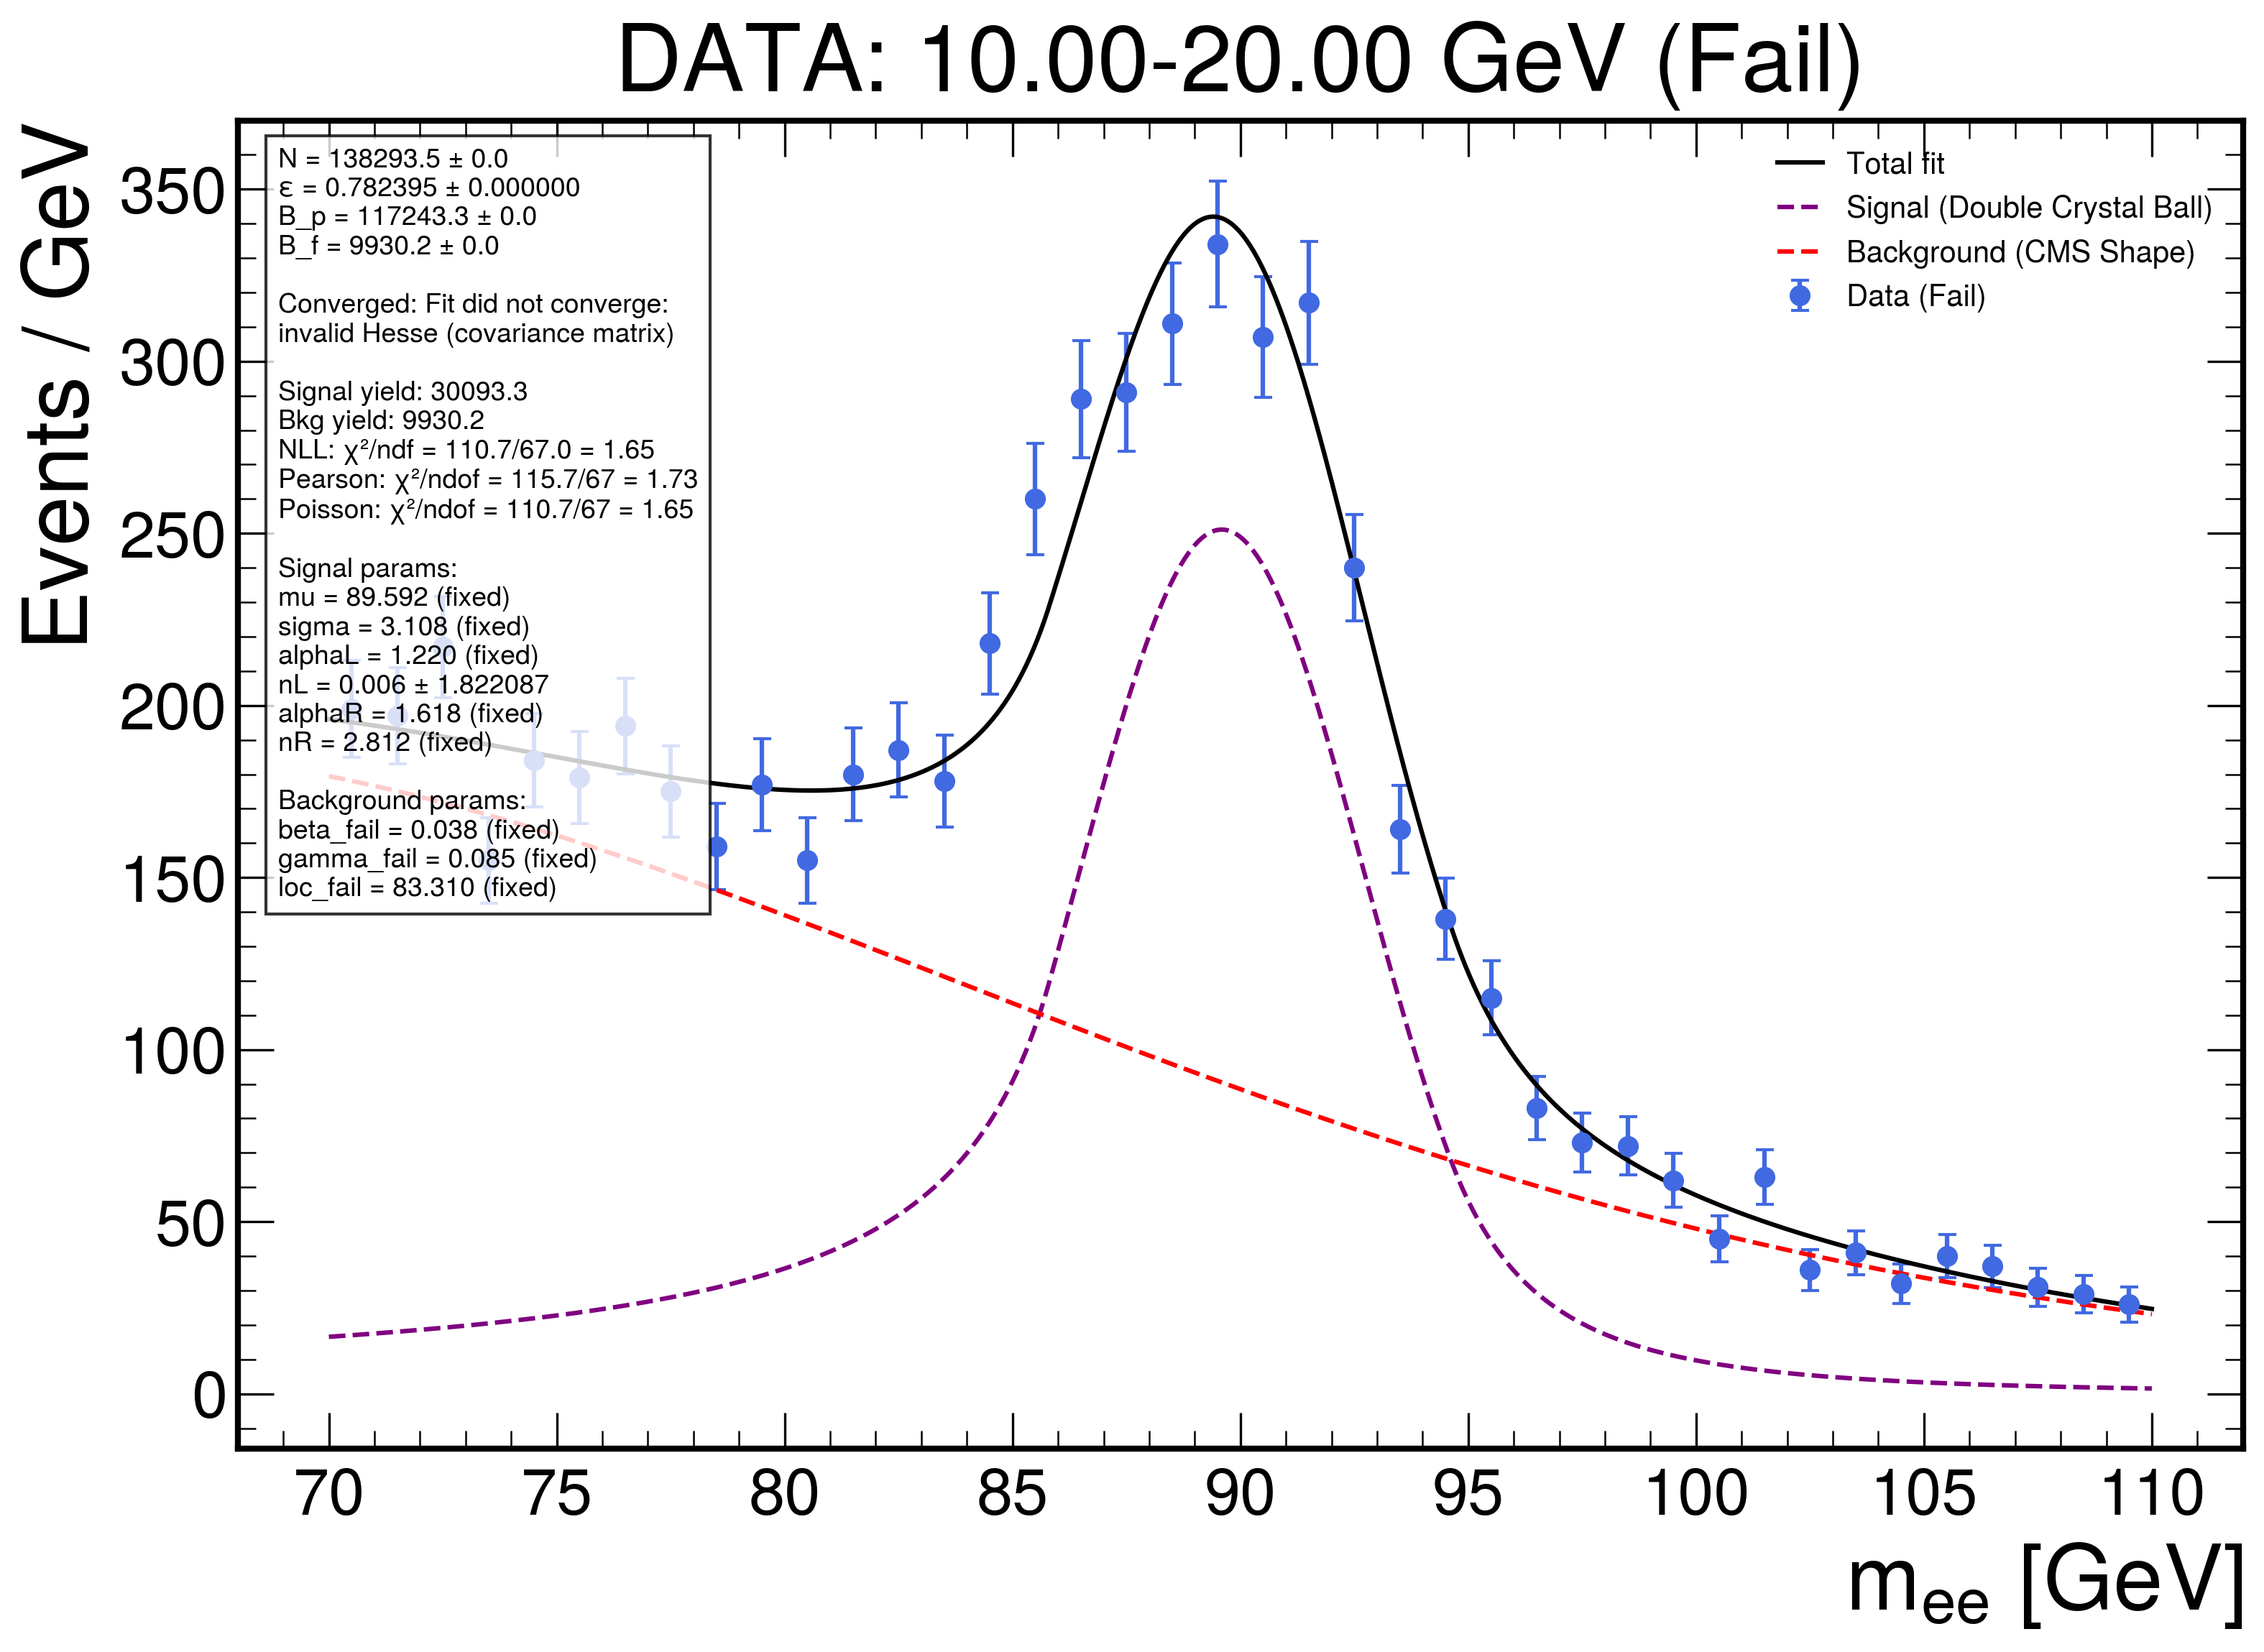 DATA: 10.00-20.00 GeV (Fail)
Events / GeV
350
300
250
200
150
100
50
0
N = 138293.5 ± 0.0
ε = 0.782395 ± 0.000000
B_p = 117243.3 ± 0.0
B_f = 9930.2 ± 0.0
Converged: Fit did not converge:
invalid Hesse (covariance matrix)
Signal yield: 30093.3
Bkg yield: 9930.2
NLL: χ²/ndf = 110.7/67.0 = 1.65
Pearson: χ²/ndof = 115.7/67 = 1.73
Poisson: χ²/ndof = 110.7/67 = 1.65
Signal params:
mu = 89.592 (fixed)
sigma = 3.108 (fixed)
alphaL = 1.220 (fixed)
nL = 0.006 ± 1.822087
alphaR = 1.618 (fixed)
nR = 2.812 (fixed)
Background params:
beta_fail = 0.038 (fixed)
gamma_fail = 0.085 (fixed)
loc_fail = 83.310 (fixed)
Total fit
Signal (Double Crystal Ball)
Background (CMS Shape)
Data (Fail)
70 75 80 85 90 95 100 105 110
m_ee [GeV]